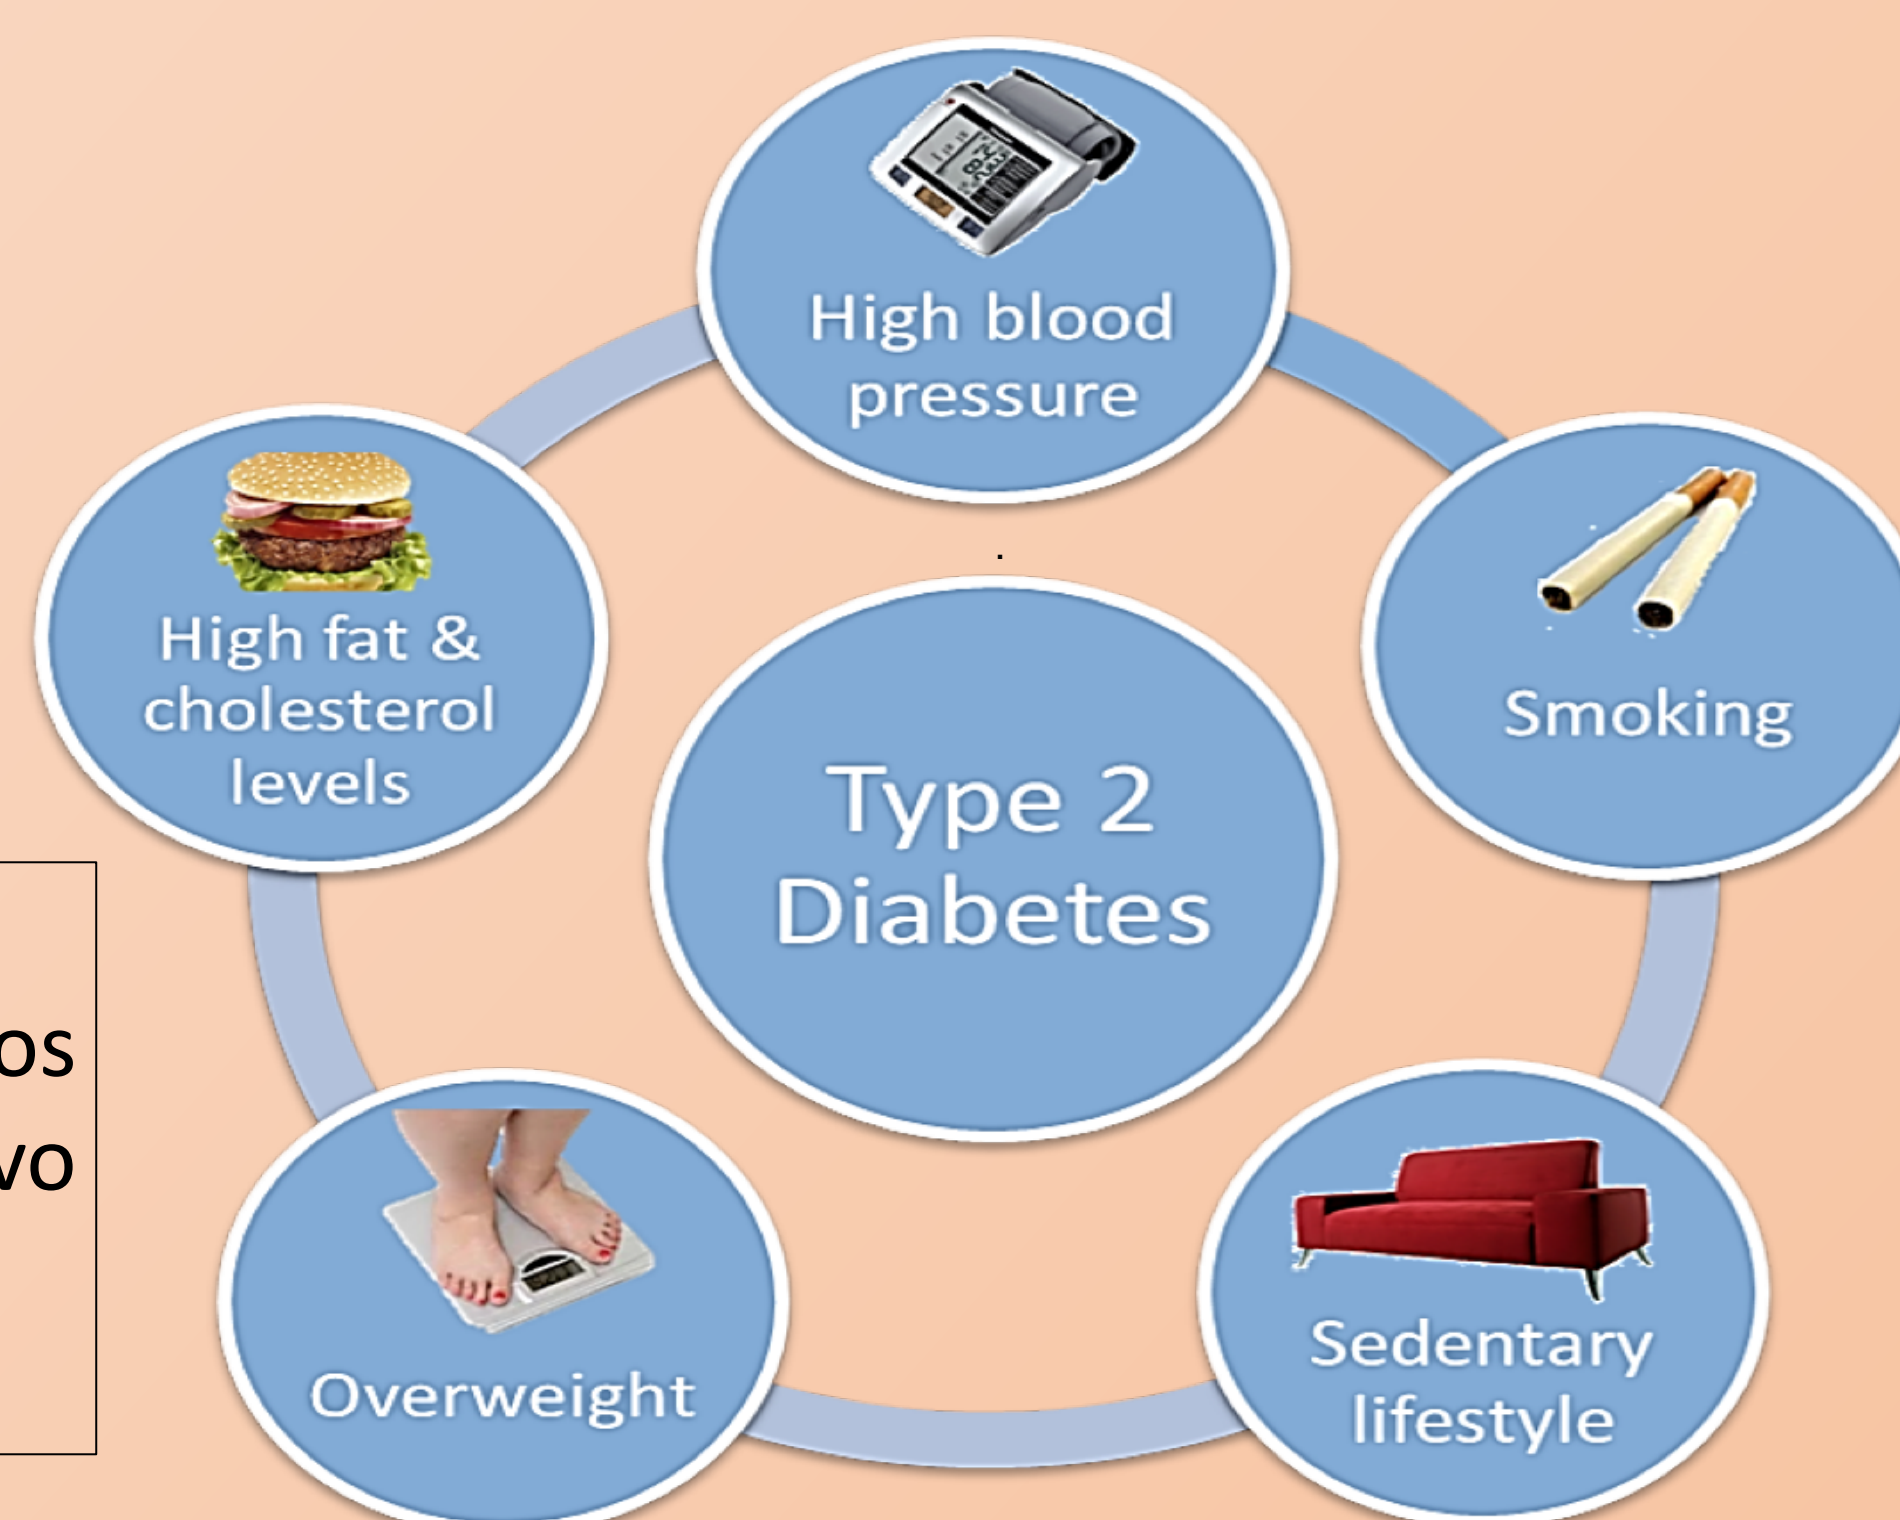 High blood
pressure
High fat &
cholesterol
levels
Smoking
.
Type 2
Diabetes
os
vo
Overweight
Sedentary
lifestyle